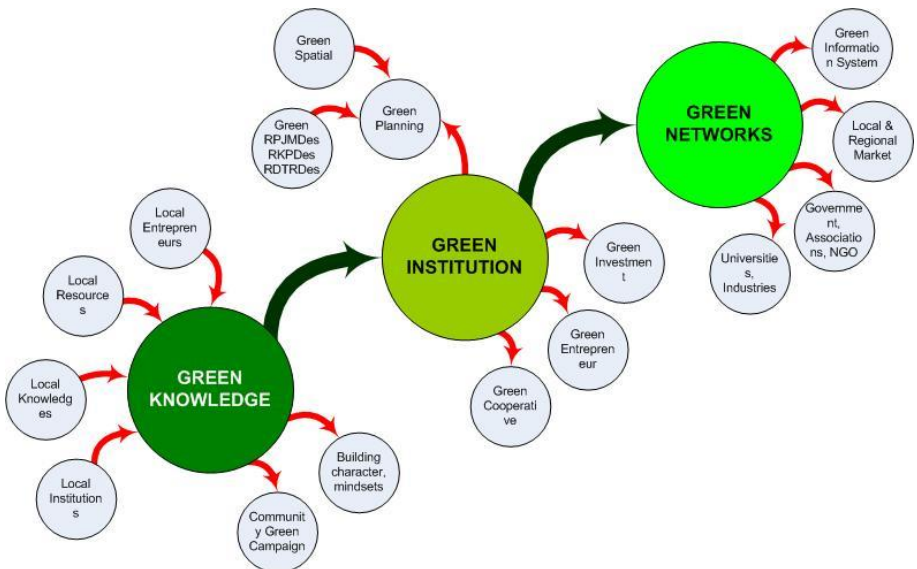 Green
Spatial
Green
Planning
Green
RPJMDes
RKPDes
RDTRDes
GREEN
NETWORKS
Green
Informatio
n System
Local &
Regional
Market
Governme
nt,
Associatio
ns, NGO
Universitie
s,
Industries
GREEN
INSTITUTION
Green
Investmen
t
Green
Entrepren
eur
Green
Cooperati
ve
Local
Entrepren
eurs
Local
Resource
s
Local
Knowledg
es
Local
Institution
s
GREEN
KNOWLEDGE
Building
character,
mindsets
Communit
y Green
Campaign